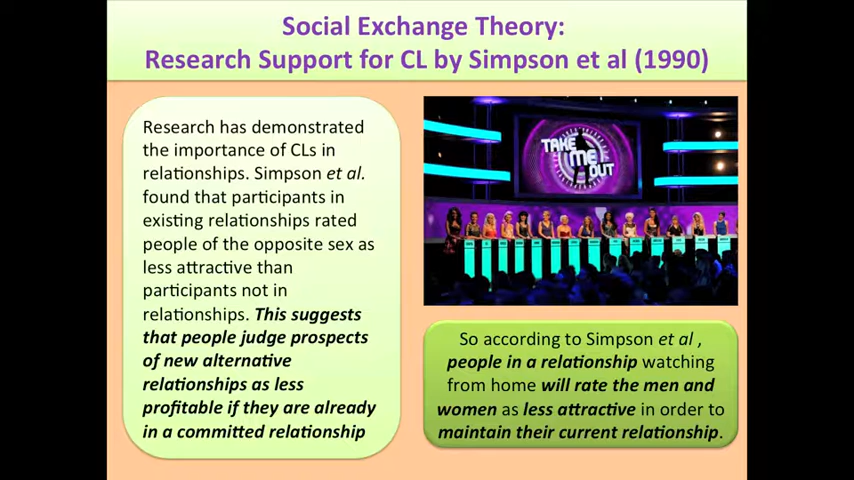 Social Exchange Theory:
Research Support for CL by Simpson et al (1990)
Research has demonstrated
the importance of CLs in
relationships. Simpson et al.
found that participants in
existing relationships rated
people of the opposite sex as
less attractive than
participants not in
relationships. This suggests
that people judge prospects
of new alternative
relationships as less
profitable if they are already
in a committed relationship
TAKE
ME
OUT
So according to Simpson et al ,
people in a relationship watching
from home will rate the men and
women as less attractive in order to
maintain their current relationship.